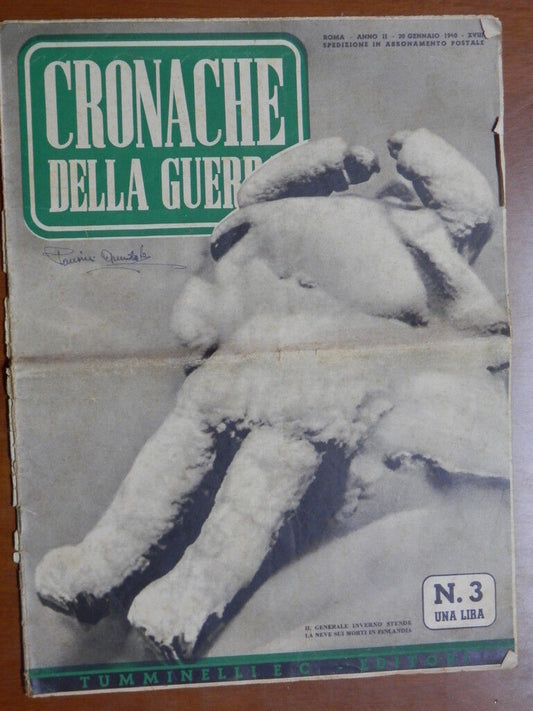 ROMA - ANNO II - 20 GENNAIO 1940 - XVIII
SPEDIZIONE IN ABBONAMENTO POSTALE
CRONACHE
DELLA GUERR
N. 3
UNA LIRA
IL GENERALE INVERNO STENDE
LA NEVE SUI MORTI IN FINLANDIA
TUMMINELLI E C. - EDITORI